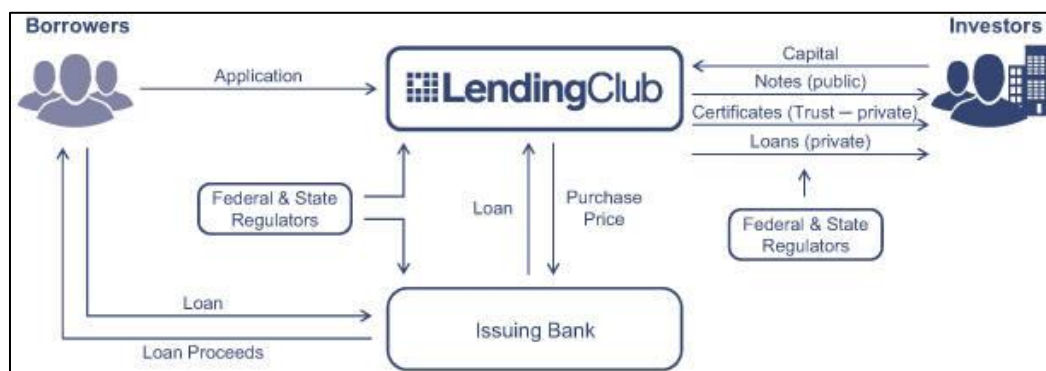 Borrowers
Investors
Application
LendingClub
Capital
Notes (public)
Certificates (Trust — private)
Loans (private)
Federal & State
Regulators
Loan
Purchase
Price
Federal & State
Regulators
Loan
Issuing Bank
Loan Proceeds